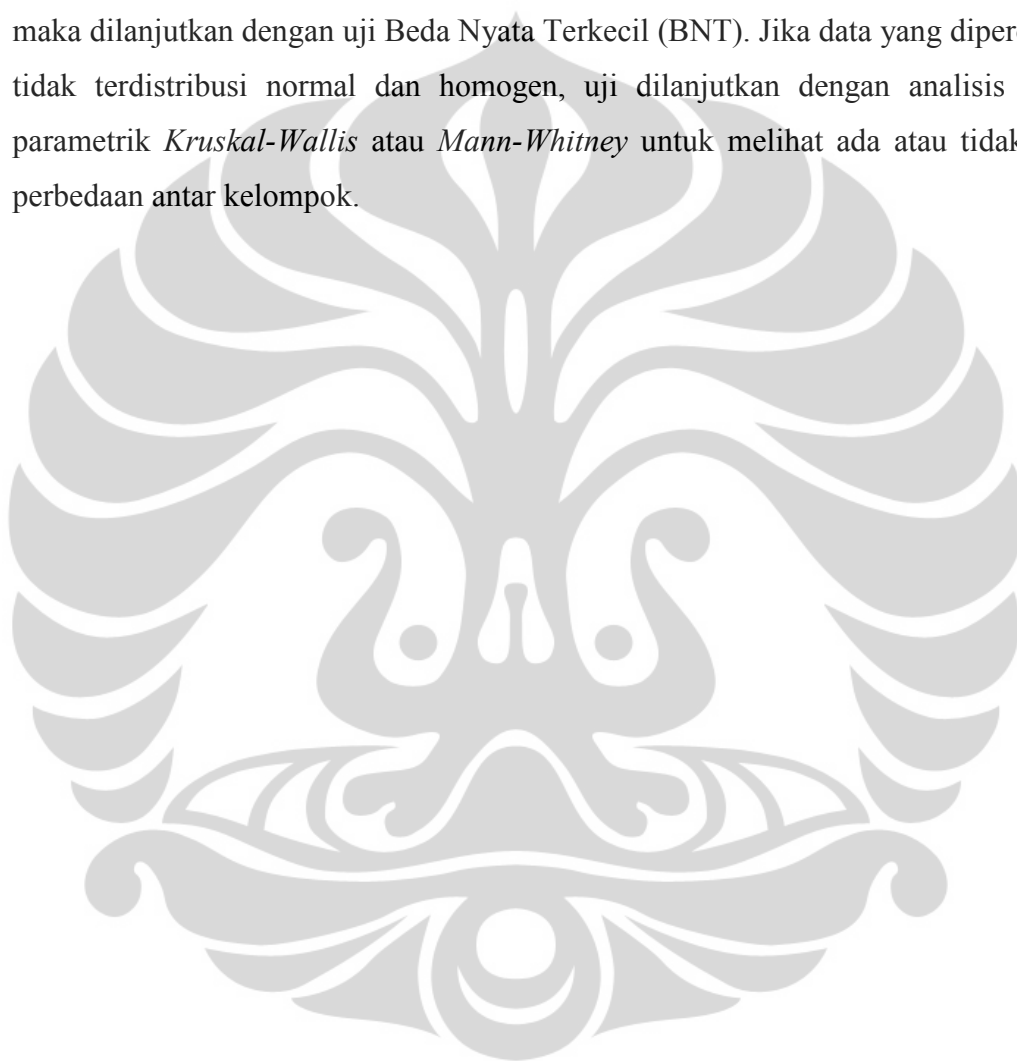 maka dilanjutkan dengan uji Beda Nyata Terkecil (BNT). Jika data yang diper
tidak terdistribusi normal dan homogen, uji dilanjutkan dengan analisis
parametrik Kruskal-Wallis atau Mann-Whitney untuk melihat ada atau tidak
perbedaan antar kelompok.